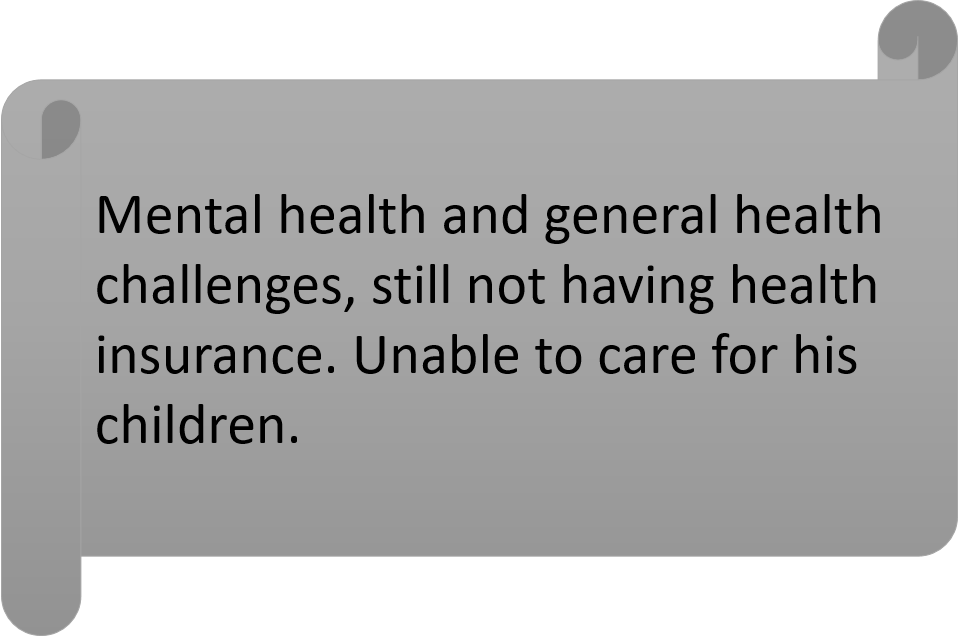 Mental health and general health
challenges, still not having health
insurance. Unable to care for his
children.